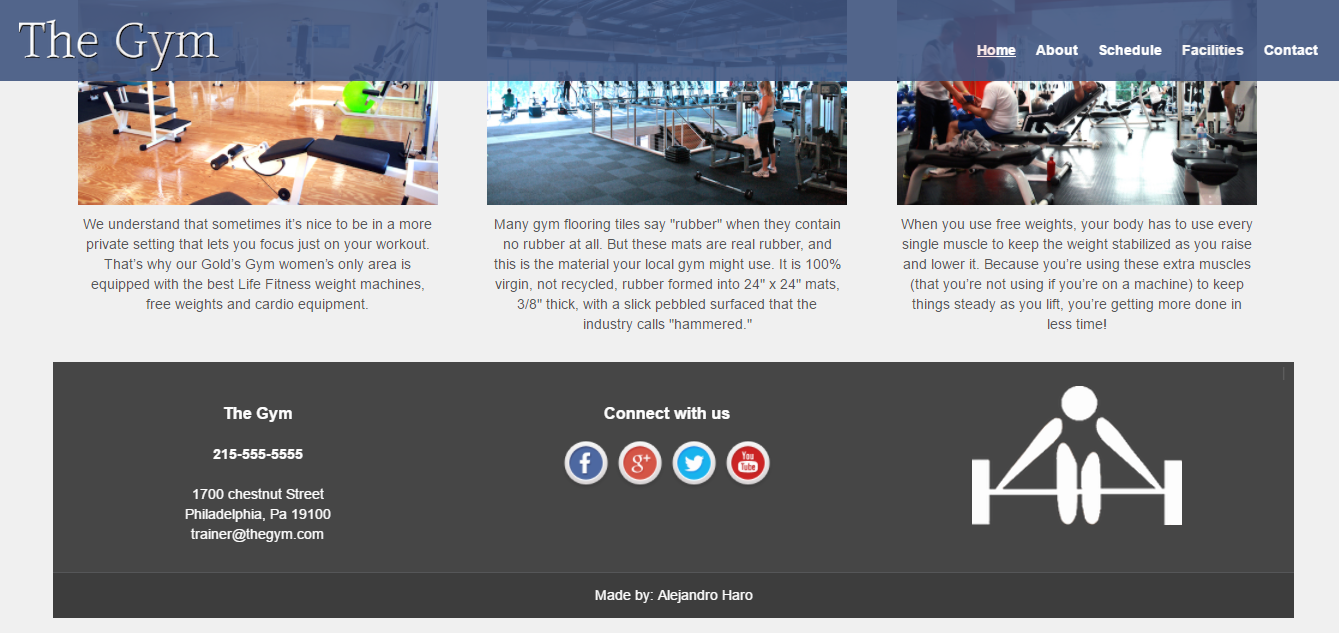 The Gym
Home About Schedule Facilities Contact
We understand that sometimes it’s nice to be in a more
private setting that lets you focus just on your workout.
That’s why our Gold’s Gym women’s only area is
equipped with the best Life Fitness weight machines,
free weights and cardio equipment.
Many gym flooring tiles say "rubber" when they contain
no rubber at all. But these mats are real rubber, and
this is the material your local gym might use. It is 100%
virgin, not recycled, rubber formed into 24" x 24" mats,
3/8" thick, with a slick pebbled surfaced that the
industry calls "hammered."
When you use free weights, your body has to use every
single muscle to keep the weight stabilized as you raise
and lower it. Because you’re using these extra muscles
(that you’re not using if you’re on a machine) to keep
things steady as you lift, you’re getting more done in
less time!
The Gym
215-555-5555
1700 chestnut Street
Philadelphia, Pa 19100
trainer@thegym.com
Connect with us
f
g+
You
Tube
Made by: Alejandro Haro